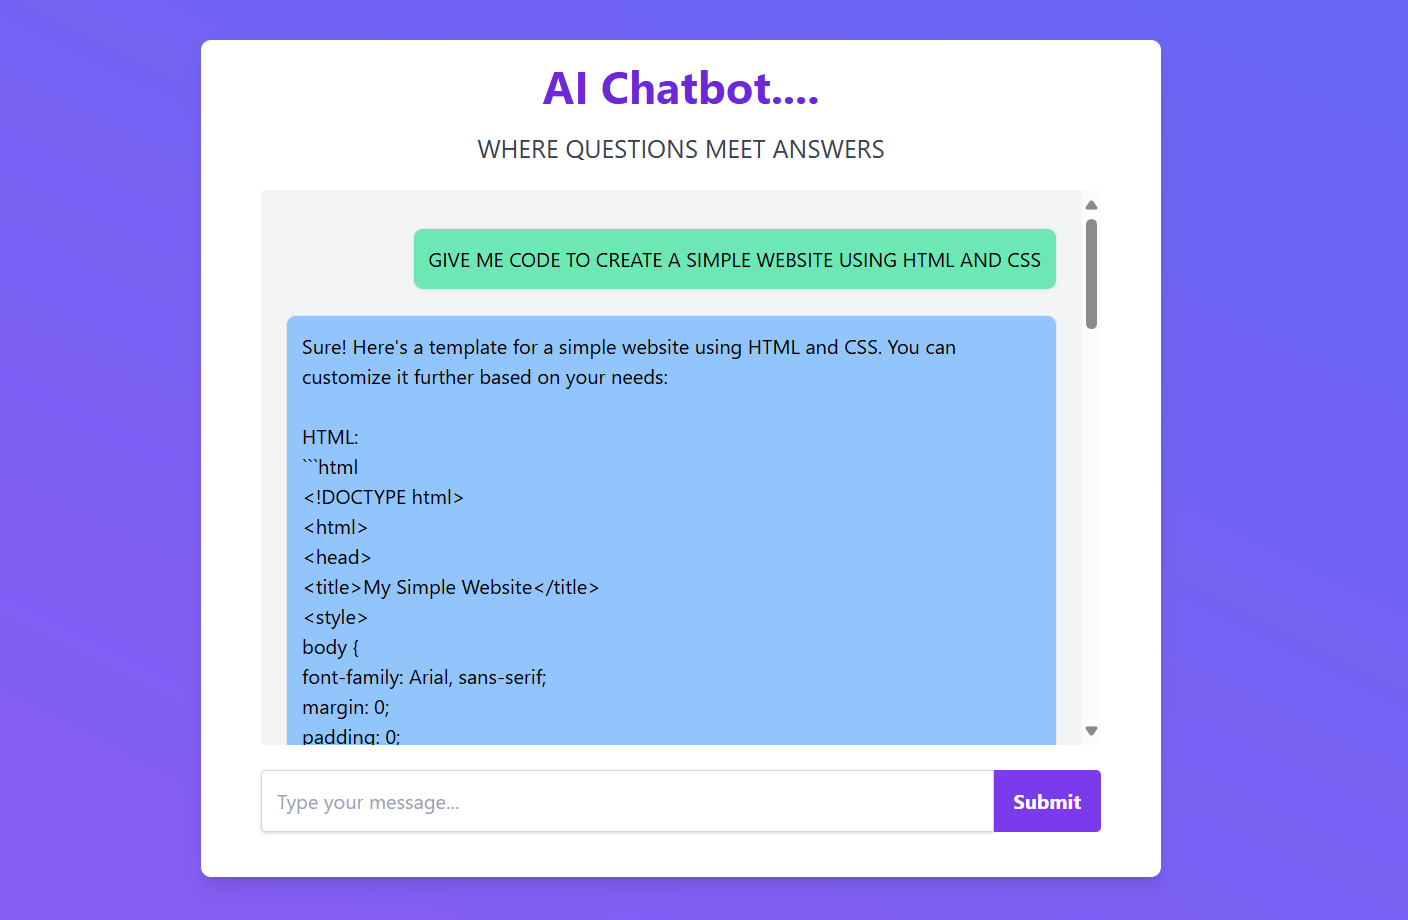 AI Chatbot....
WHERE QUESTIONS MEET ANSWERS
GIVE ME CODE TO CREATE A SIMPLE WEBSITE USING HTML AND CSS
Sure! Here's a template for a simple website using HTML and CSS. You can
customize it further based on your needs:
HTML:
```html
<!DOCTYPE html>
<html>
<head>
<title>My Simple Website</title>
<style>
body {
font-family: Arial, sans-serif;
margin: 0;
padding: 0;
Type your message...
Submit